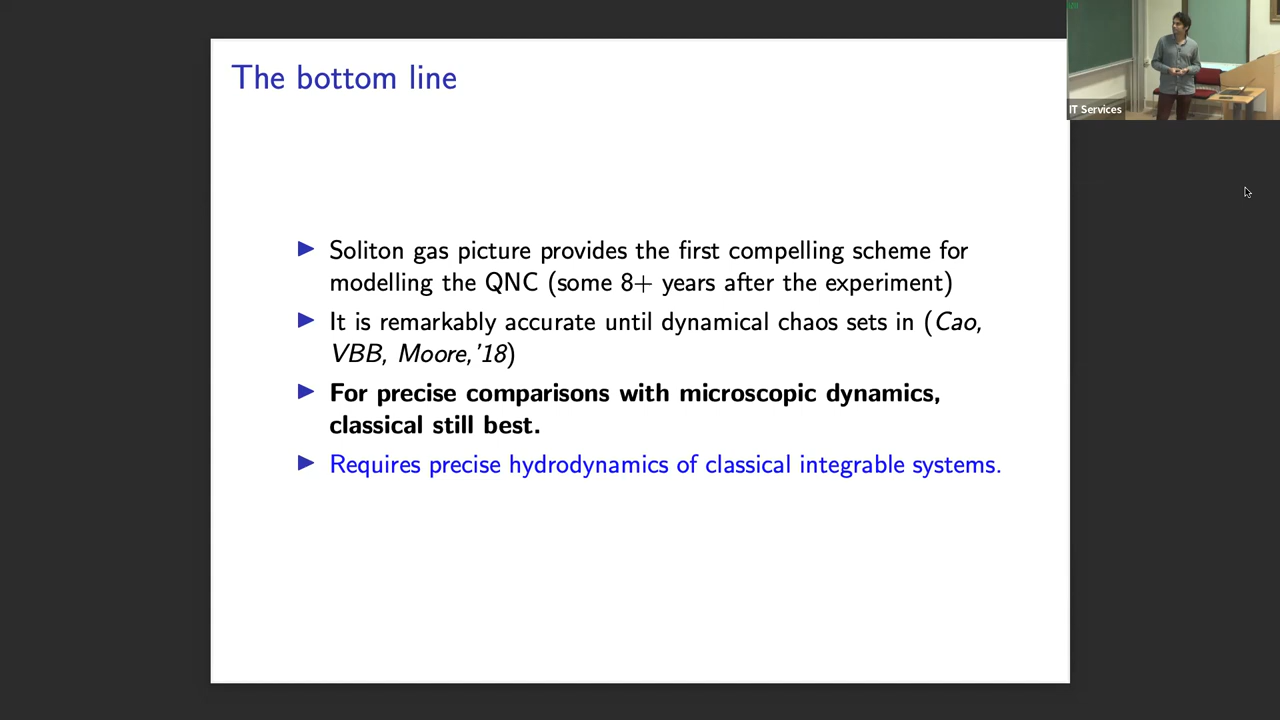 The bottom line
IT Services
▶ Soliton gas picture provides the first compelling scheme for
modelling the QNC (some 8+ years after the experiment)
▶ It is remarkably accurate until dynamical chaos sets in (Cao,
VBB, Moore,'18)
▶ For precise comparisons with microscopic dynamics,
classical still best.
▶ Requires precise hydrodynamics of classical integrable systems.